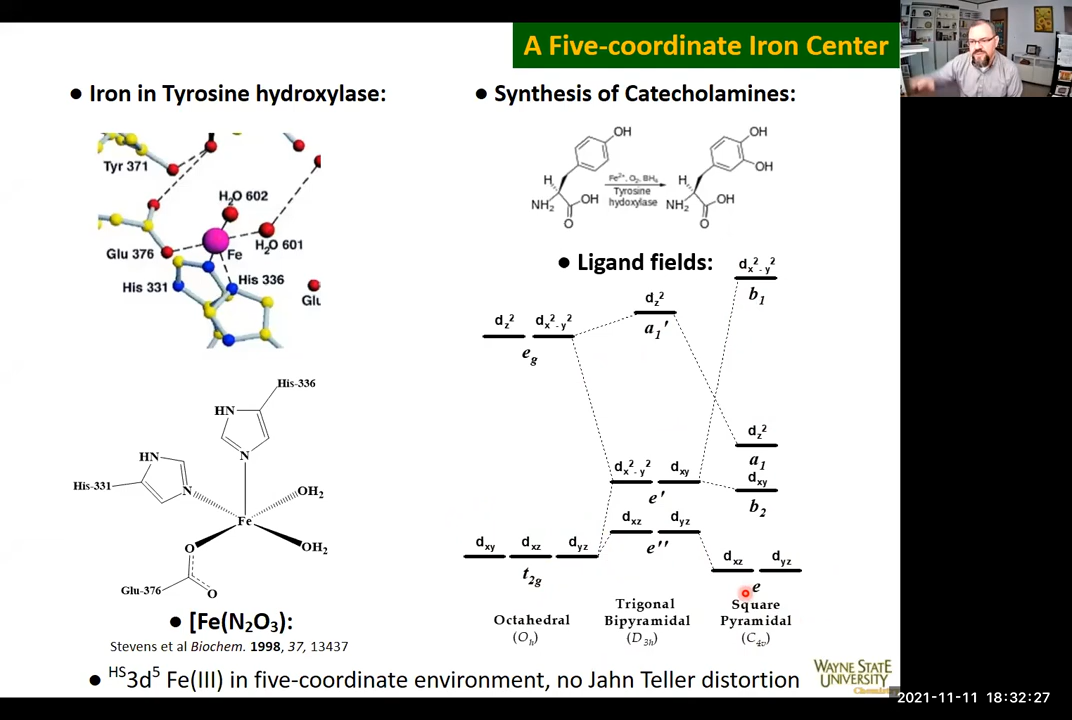 A Five-coordinate Iron Center
● Iron in Tyrosine hydroxylase:
Tyr 371
H2O 602
H2O 601
Glu 376
Fe
His 336
His 331
Glu
His-336
HN
N
HN
His-331
N
OH2
Fe
OH2
O
Glu-376
O
● [Fe(N2O3):
Stevens et al Biochem. 1998, 37, 13437
● Synthesis of Catecholamines:
OH
H
NH2
OH
O
Fe2+, O2, BH4
Tyrosine
hydoxylase
OH
OH
H
NH2
OH
O
● Ligand fields:
dx2-y2
b1
dz2
a1'
dz2 dx2-y2
eg
dz2
a1
dx2-y2 dxy
e'
dxy
b2
dxz dyz
e''
dxy dxz dyz
t2g
dxz dyz
e
Octahedral
(Oh)
Trigonal
Bipyramidal
(D3h)
Square
Pyramidal
(C4v)
● HS3d5 Fe(III) in five-coordinate environment, no Jahn Teller distortion
WAYNE STATE
UNIVERSITY
2021-11-11 18:32:27